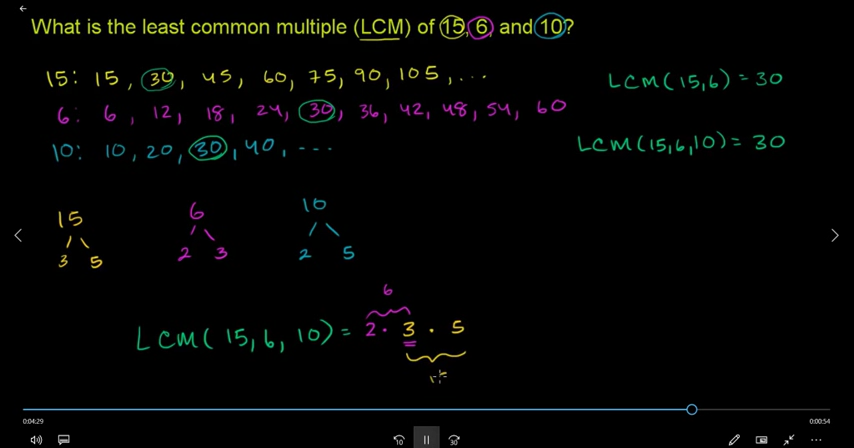 What is the least common multiple (LCM) of 15, 6, and 10?
15: 15, 30, 45, 60, 75, 90, 105, ...
6: 6, 12, 18, 24, 30, 36, 42, 48, 54, 60
10: 10, 20, 30, 40, ...
LCM(15,6) = 30
LCM(15,6,10) = 30
15
3 5
6
2 3
10
2 5
6
LCM(15, 6, 10) = 2 · 3 · 5
0:04:29
0:00:54
10
30